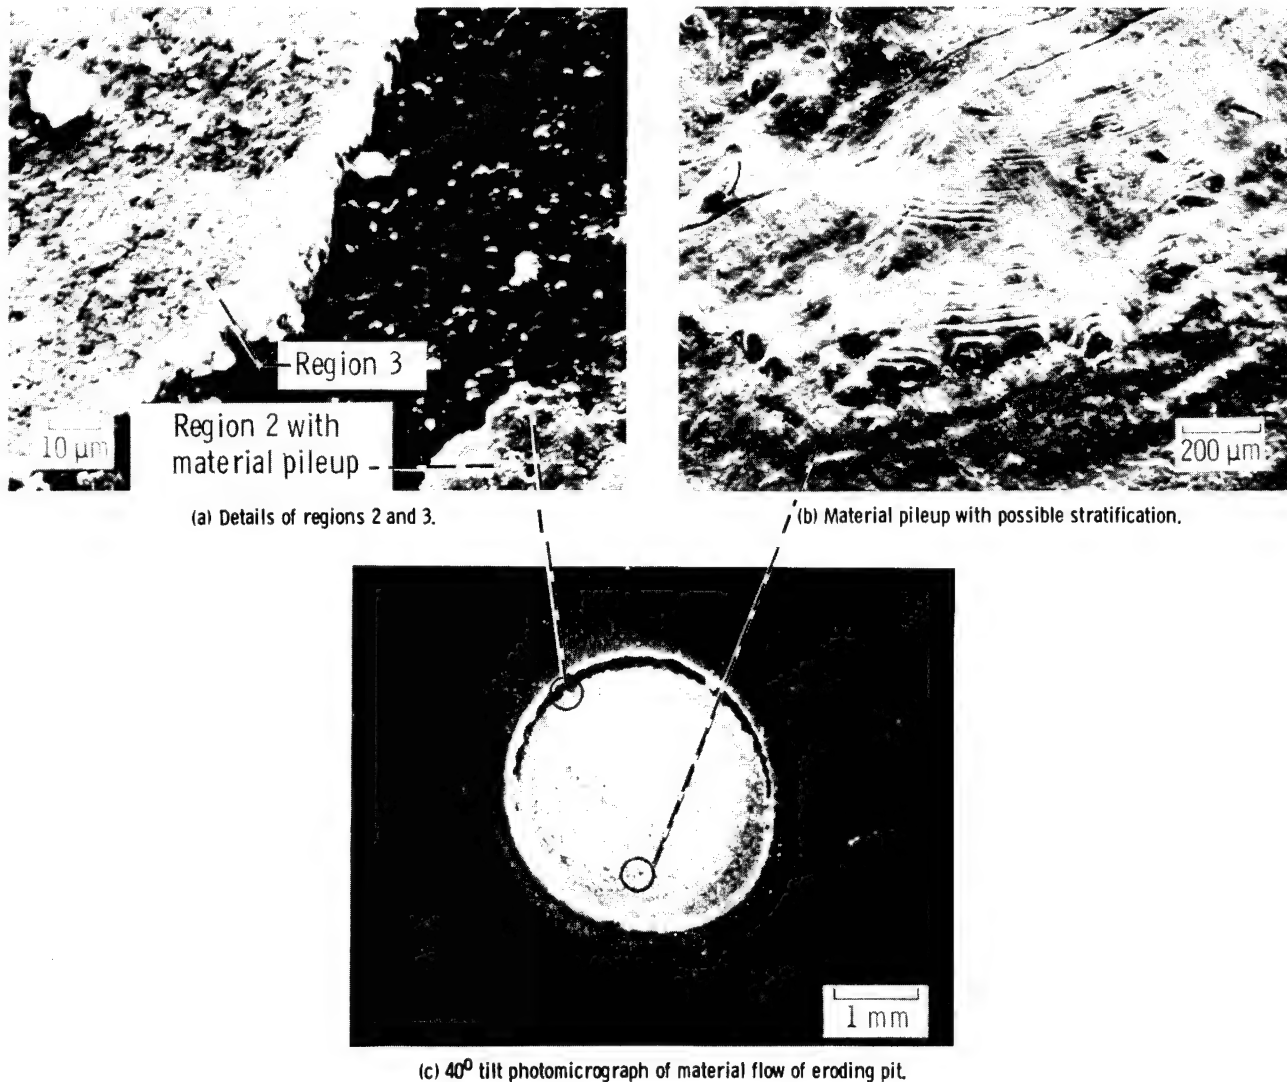 Region 3
Region 2 with
material pileup
10 µm
200 µm
(a) Details of regions 2 and 3.
(b) Material pileup with possible stratification.
1 mm
(c) 40⁰ tilt photomicrograph of material flow of eroding pit.